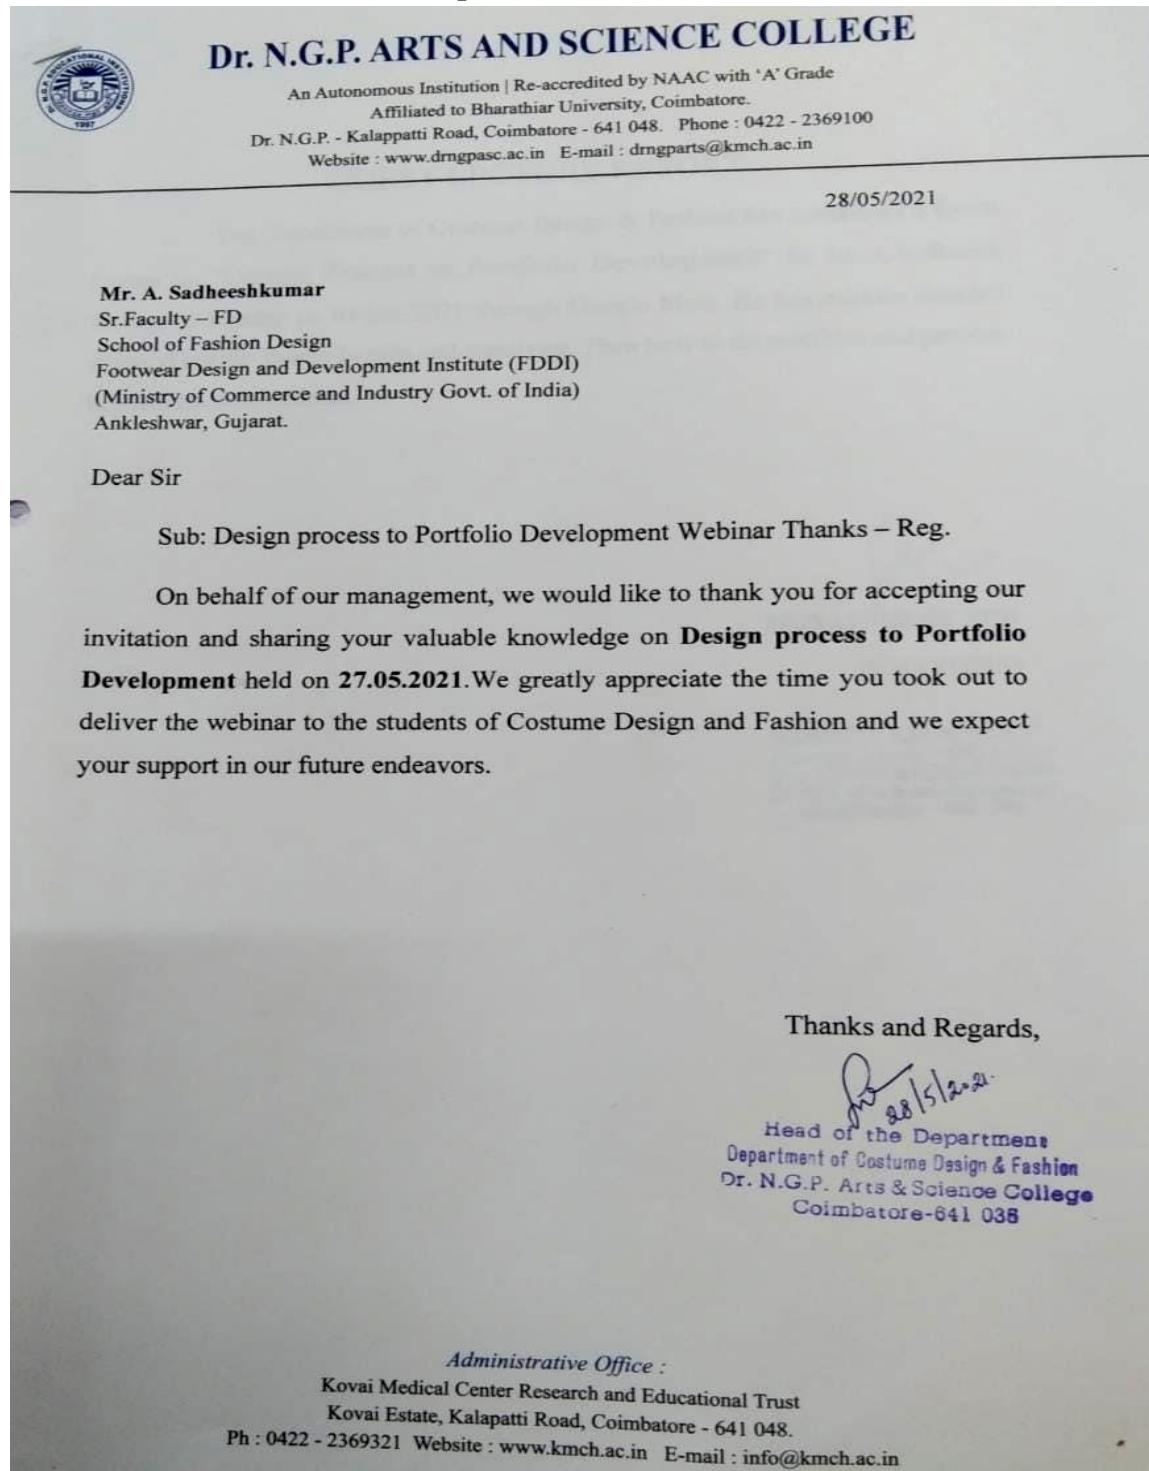 Dr. N.G.P. ARTS AND SCIENCE COLLEGE
An Autonomous Institution | Re-accredited by NAAC with 'A' Grade
Affiliated to Bharathiar University, Coimbatore.
Dr. N.G.P. - Kalappatti Road, Coimbatore - 641 048. Phone : 0422 - 2369100
Website : www.drngpasc.ac.in E-mail : drngparts@kmch.ac.in
1997
28/05/2021
Mr. A. Sadheeshkumar
Sr.Faculty – FD
School of Fashion Design
Footwear Design and Development Institute (FDDI)
(Ministry of Commerce and Industry Govt. of India)
Ankleshwar, Gujarat.
Dear Sir
Sub: Design process to Portfolio Development Webinar Thanks – Reg.
On behalf of our management, we would like to thank you for accepting our
invitation and sharing your valuable knowledge on Design process to Portfolio
Development held on 27.05.2021.We greatly appreciate the time you took out to
deliver the webinar to the students of Costume Design and Fashion and we expect
your support in our future endeavors.
Thanks and Regards,
28/5/2021.
Head of the Department
Department of Costume Design & Fashion
Dr. N.G.P. Arts & Science College
Coimbatore-641 035
Administrative Office :
Kovai Medical Center Research and Educational Trust
Kovai Estate, Kalapatti Road, Coimbatore - 641 048.
Ph : 0422 - 2369321 Website : www.kmch.ac.in E-mail : info@kmch.ac.in